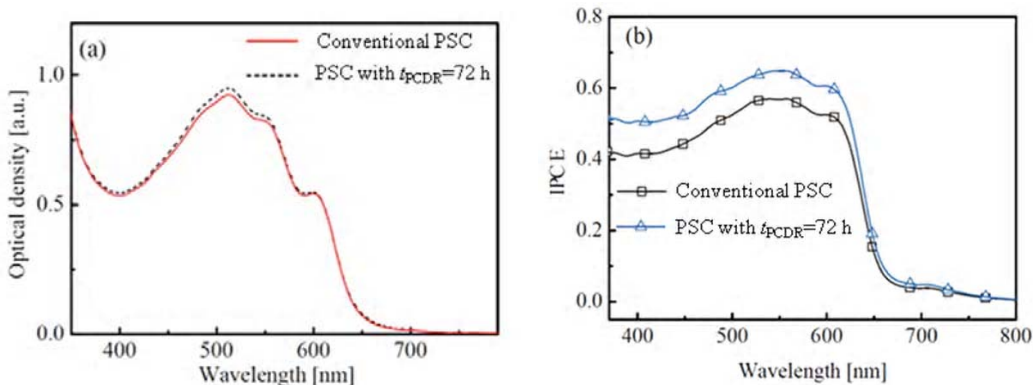 (a)
Conventional PSC
PSC with tPCDR=72 h
Optical density [a.u.]
1.0
0.5
0.0
400 500 600 700
Wavelength [nm]
(b)
IPC E
0.8
0.6
0.4
0.2
0.0
Conventional PSC
PSC with tPCDR=72 h
400 500 600 700 800
Wavelength [nm]